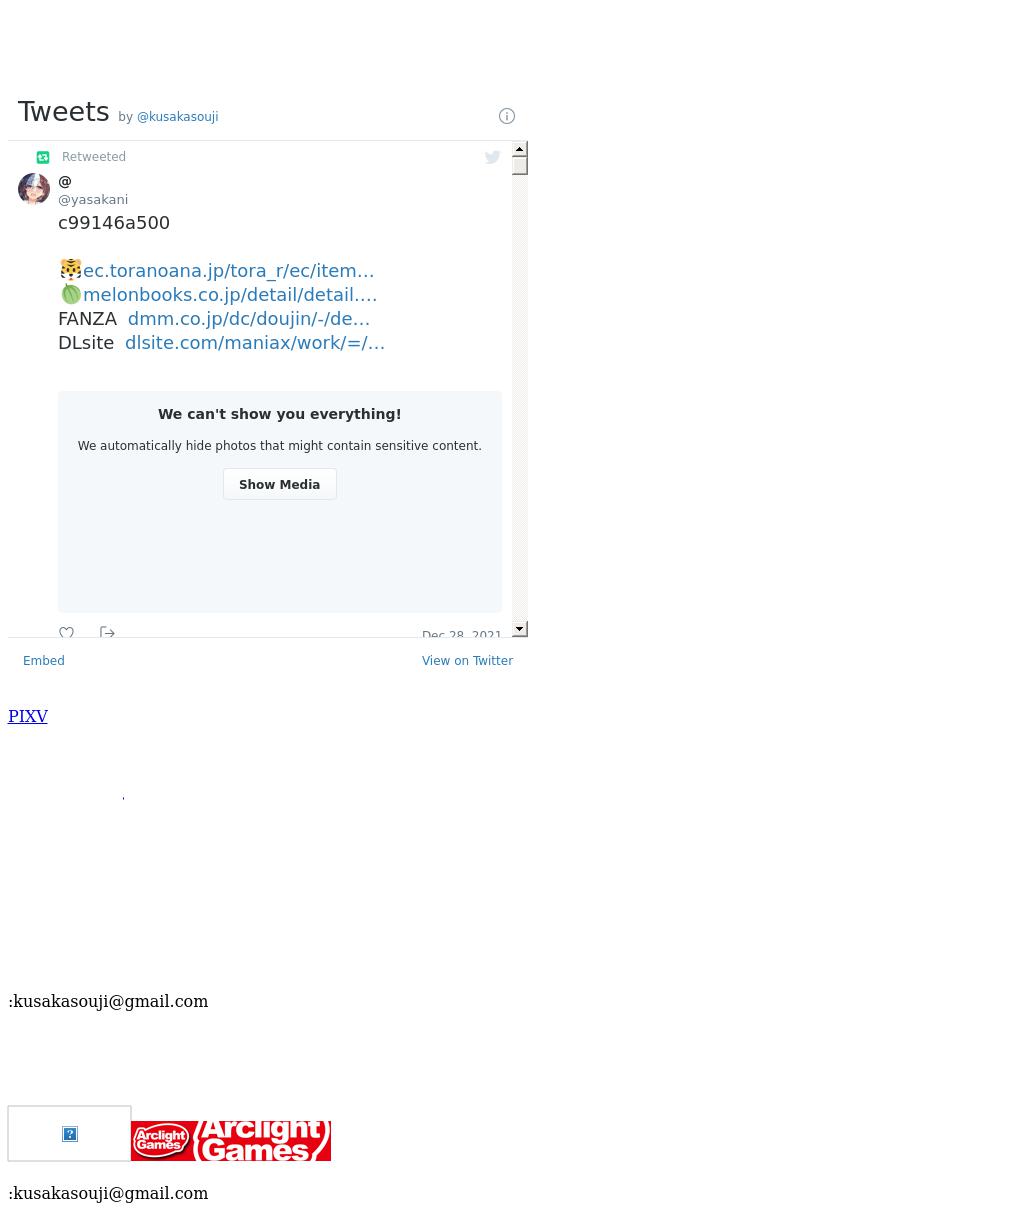 Tweets by @kusakasouji
Retweeted
@
@yasakani
c99146a500
ec.toranoana.jp/tora_r/ec/item…
melonbooks.co.jp/detail/detail.…
FANZA dmm.co.jp/dc/doujin/-/de…
DLsite dlsite.com/maniax/work/=/…
We can't show you everything!
We automatically hide photos that might contain sensitive content.
Show Media
Dec 28, 2021
Embed
View on Twitter
PIXV
:kusakasouji@gmail.com
Arclight Games
Arclight Games
:kusakasouji@gmail.com